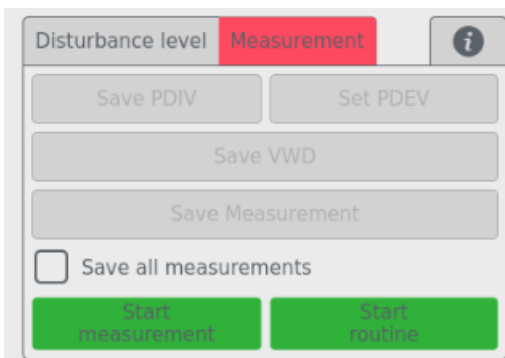 Disturbance level Measurement i
Save PDIV Set PDEV
Save VWD
Save Measurement
Save all measurements
Start Start
measurement routine